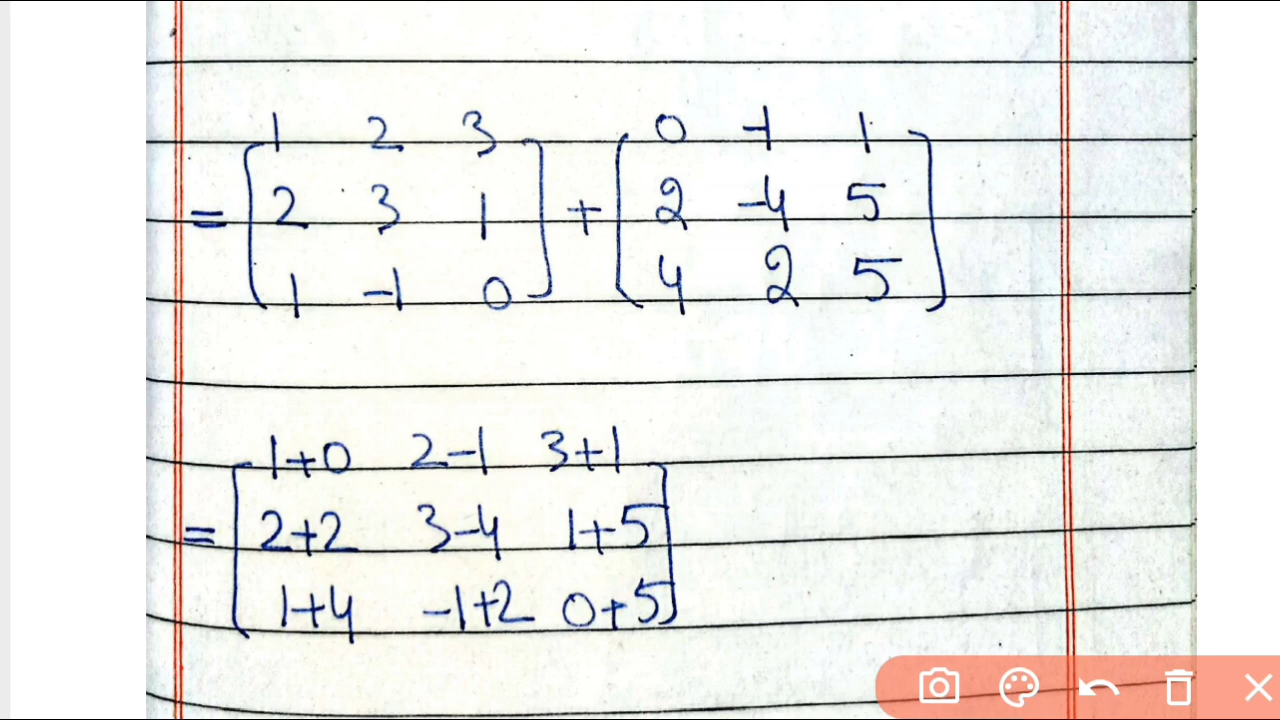 1 2 3 0 -1 1
= 2 3 1 + 2 -4 5
1 -1 0 4 2 5
1+0 2-1 3+1
= 2+2 3-4 1+5
1+4 -1+2 0+5